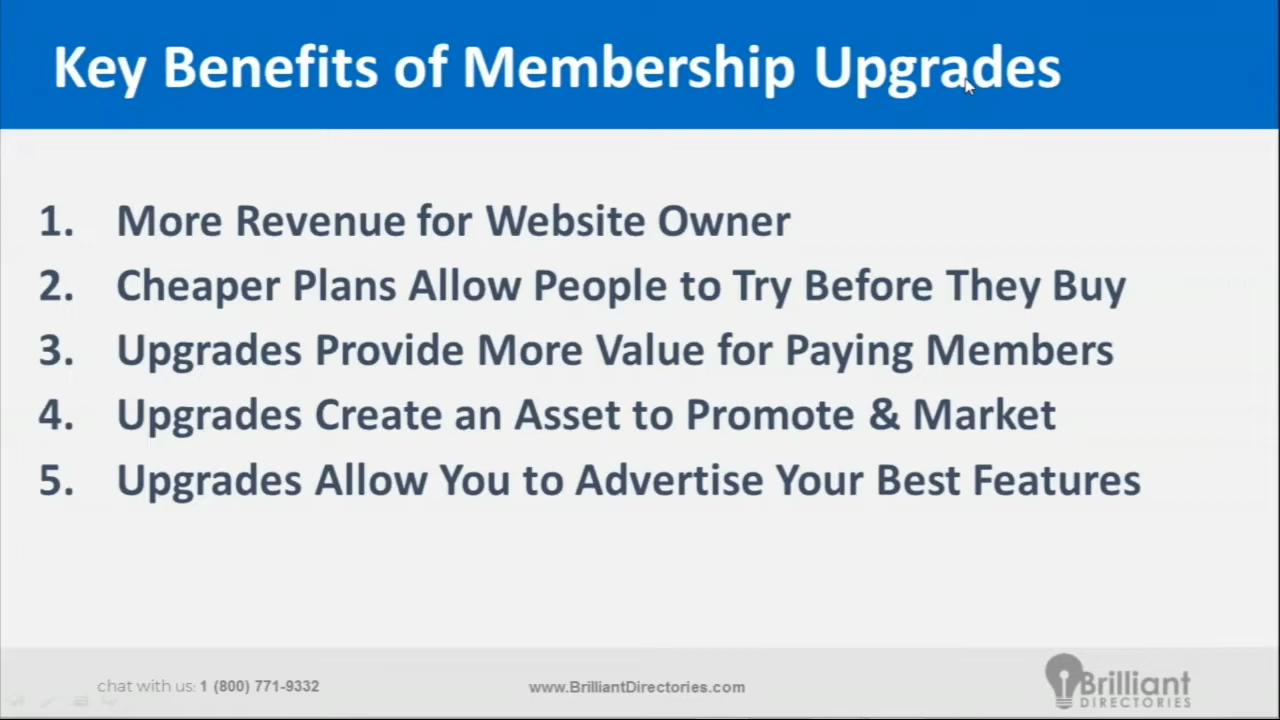 Key Benefits of Membership Upgrades
1. More Revenue for Website Owner
2. Cheaper Plans Allow People to Try Before They Buy
3. Upgrades Provide More Value for Paying Members
4. Upgrades Create an Asset to Promote & Market
5. Upgrades Allow You to Advertise Your Best Features
chat with us: 1 (800) 771-9332 www.BrilliantDirectories.com Brilliant
DIRECTORIES